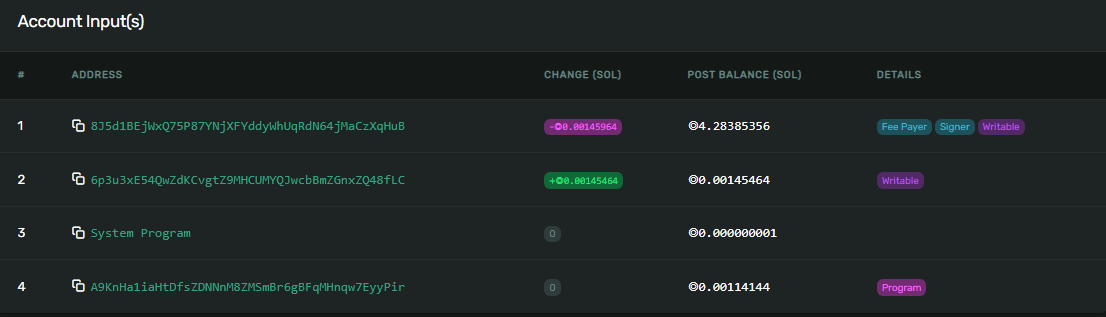 Account Input(s)
# ADDRESS CHANGE (SOL) POST BALANCE (SOL) DETAILS
1 8J5d1BEjWxQ75P87YNjXFYddyWhUqRdN64jMaCzXqHuB -◎0.00145964 ◎4.28385356 Fee Payer Signer Writable
2 6p3u3xE54QwZdKCvgtZ9MHCUMYQJwcbBmZGnxZQ48fLC +◎0.00145464 ◎0.00145464 Writable
3 System Program 0 ◎0.000000001
4 A9KnHa1iaHtDfsZDNNnM8ZMSmBr6gBFqMHnqw7EyyPir 0 ◎0.00114144 Program